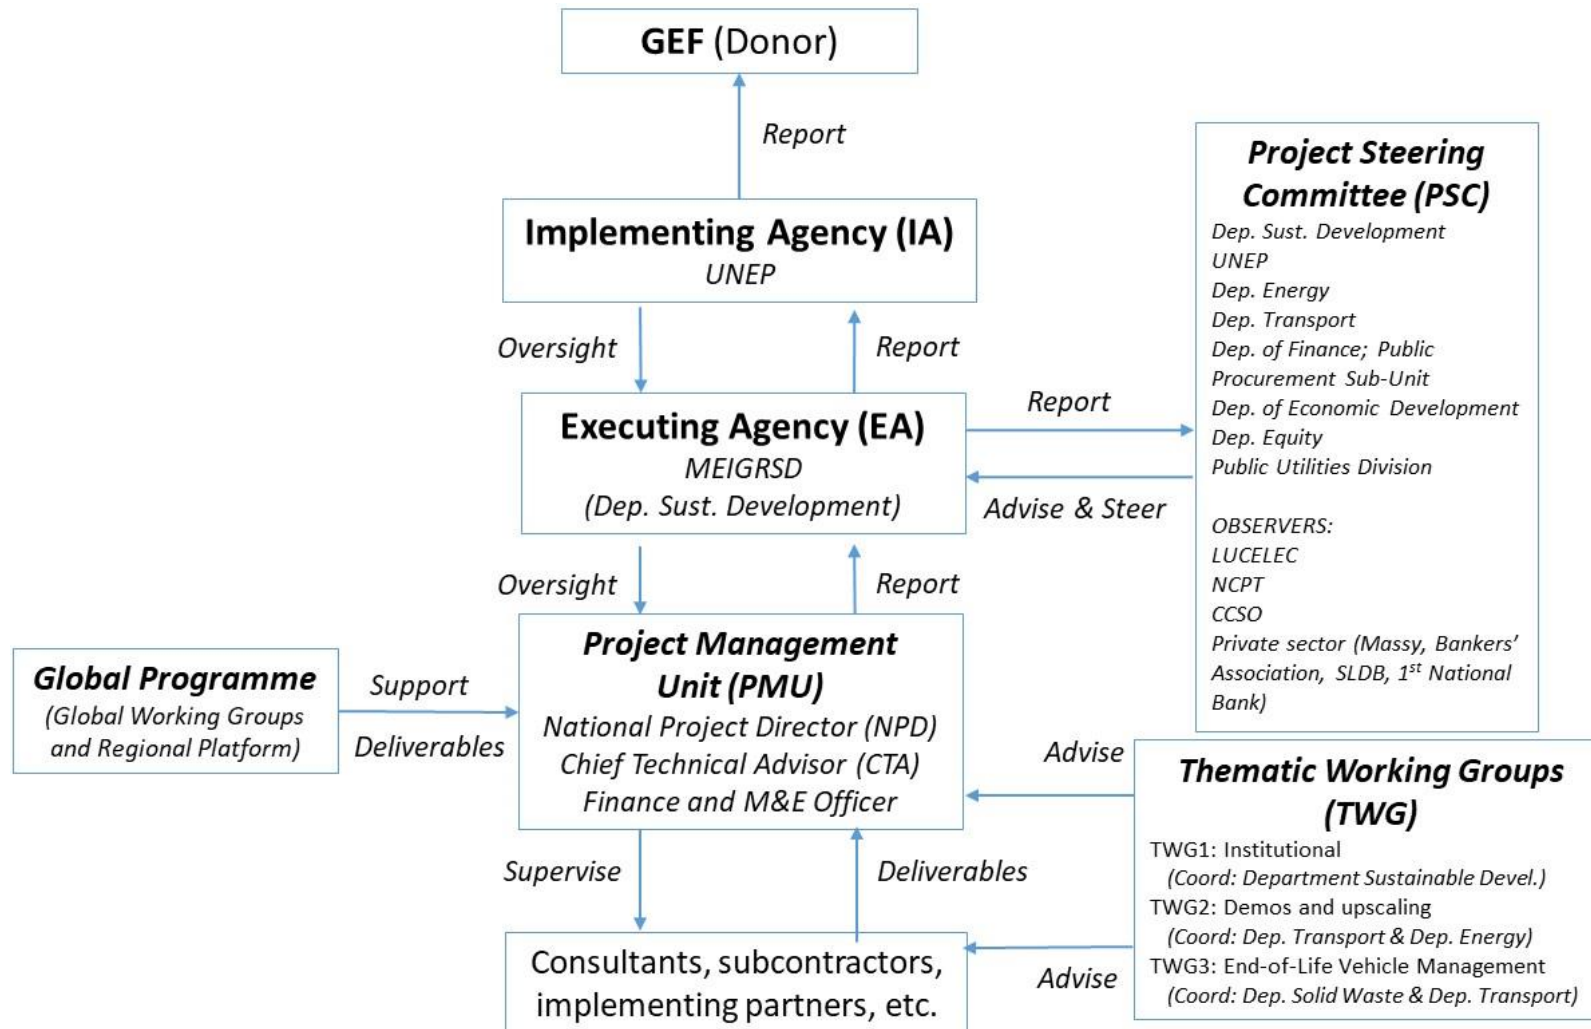 GEF (Donor)
Report
Implementing Agency (IA)
UNEP
Oversight
Report
Executing Agency (EA)
MEIGRSD
(Dep. Sust. Development)
Report
Advise & Steer
Project Steering
Committee (PSC)
Dep. Sust. Development
UNEP
Dep. Energy
Dep. Transport
Dep. of Finance; Public
Procurement Sub-Unit
Dep. of Economic Development
Dep. Equity
Public Utilities Division
OBSERVERS:
LUCELEC
NCPT
CCSO
Private sector (Massy, Bankers’
Association, SLDB, 1st National
Bank)
Oversight
Report
Global Programme
(Global Working Groups
and Regional Platform)
Support
Deliverables
Project Management
Unit (PMU)
National Project Director (NPD)
Chief Technical Advisor (CTA)
Finance and M&E Officer
Advise
Thematic Working Groups
(TWG)
TWG1: Institutional
(Coord: Department Sustainable Devel.)
TWG2: Demos and upscaling
(Coord: Dep. Transport & Dep. Energy)
TWG3: End-of-Life Vehicle Management
(Coord: Dep. Solid Waste & Dep. Transport)
Supervise
Deliverables
Advise
Consultants, subcontractors,
implementing partners, etc.